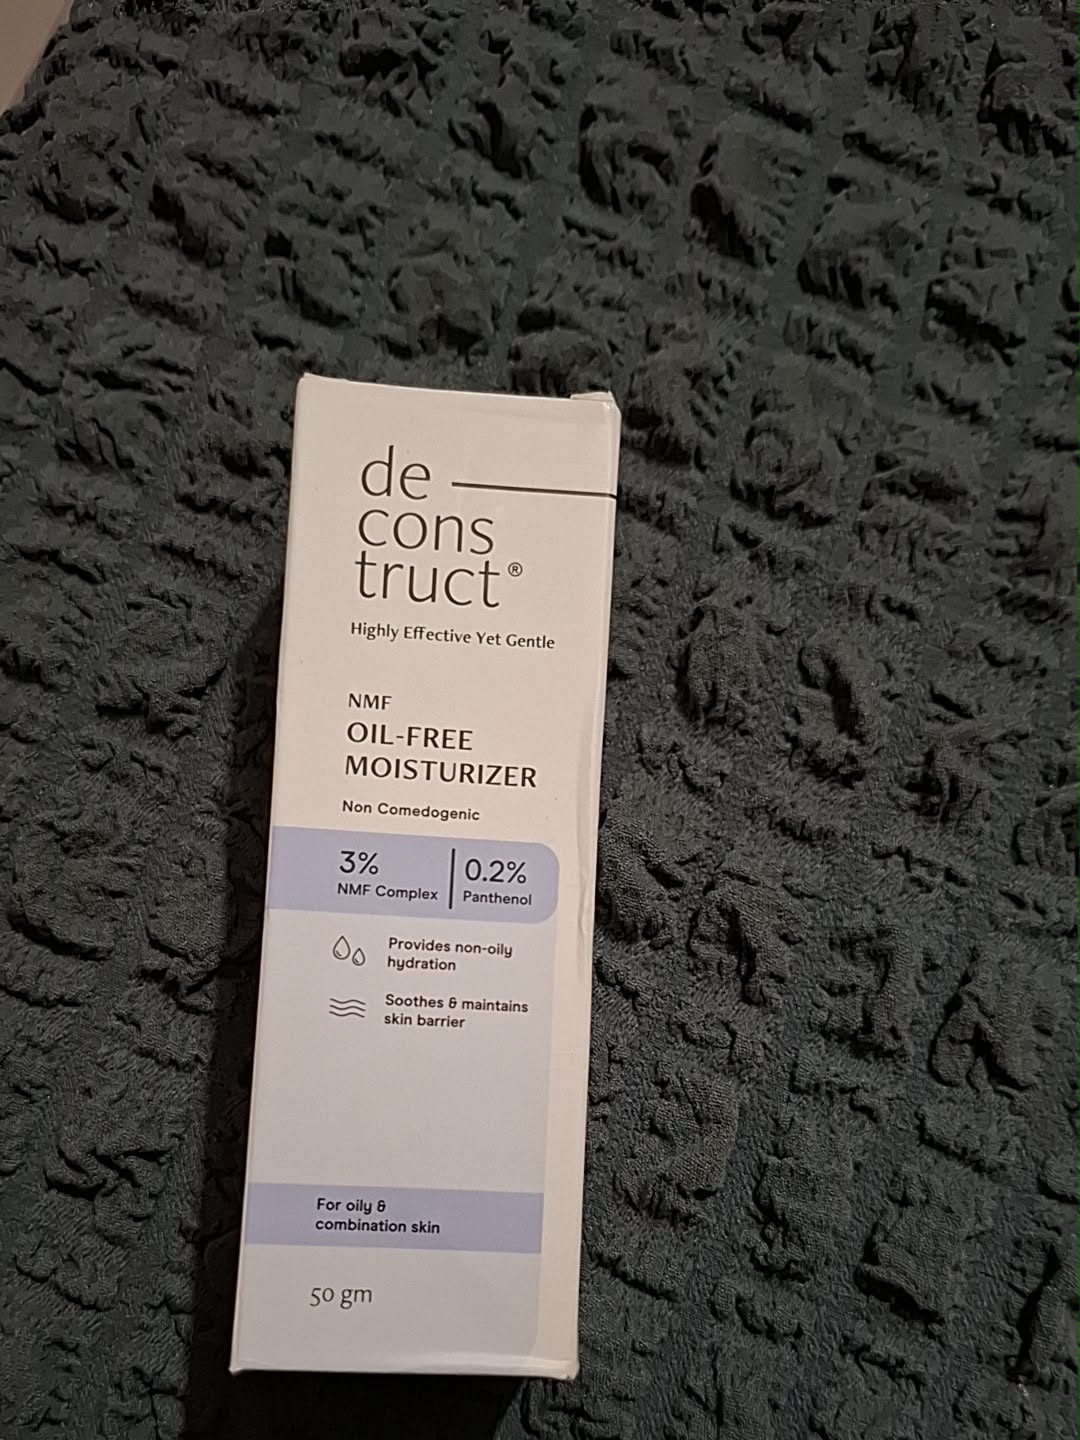 de
cons
truct®
Highly Effective Yet Gentle
NMF
OIL-FREE
MOISTURIZER
Non Comedogenic
3%
NMF Complex
0.2%
Panthenol
Provides non-oily
hydration
Soothes & maintains
skin barrier
For oily &
combination skin
50 gm